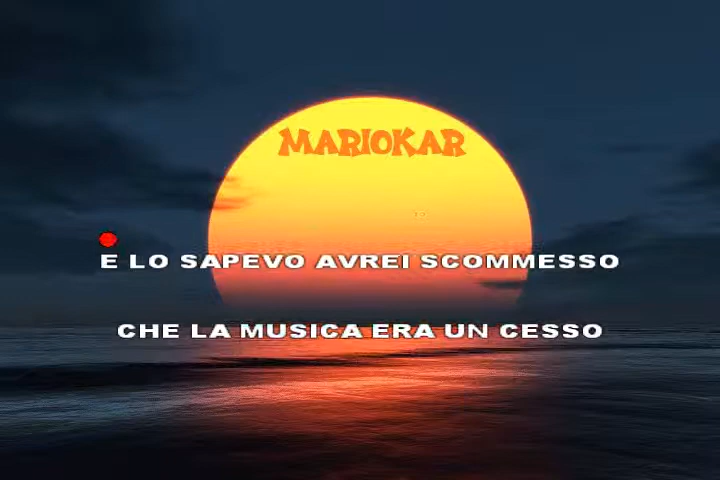 MARIOKAR
E LO SAPEVO AVREI SCOMMESSO
CHE LA MUSICA ERA UN CESSO